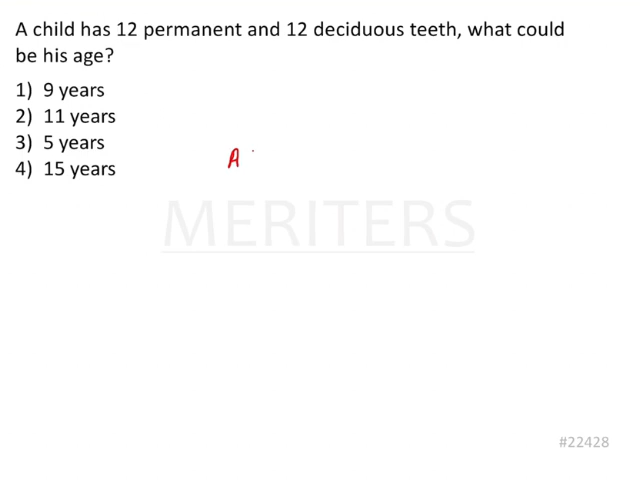 A child has 12 permanent and 12 deciduous teeth, what could
be his age?
1) 9 years
2) 11 years
3) 5 years
4) 15 years
A
MERITERS
#22428